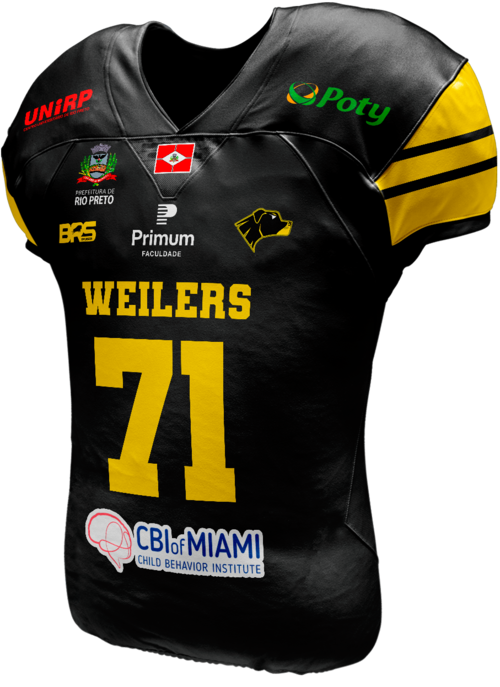 UNIRP
Poty
PREFEITURA DE
RIO PRETO
BRS
Primum
FACULDADE
WEILERS
71
CBI of MIAMI
CHILD BEHAVIOR INSTITUTE